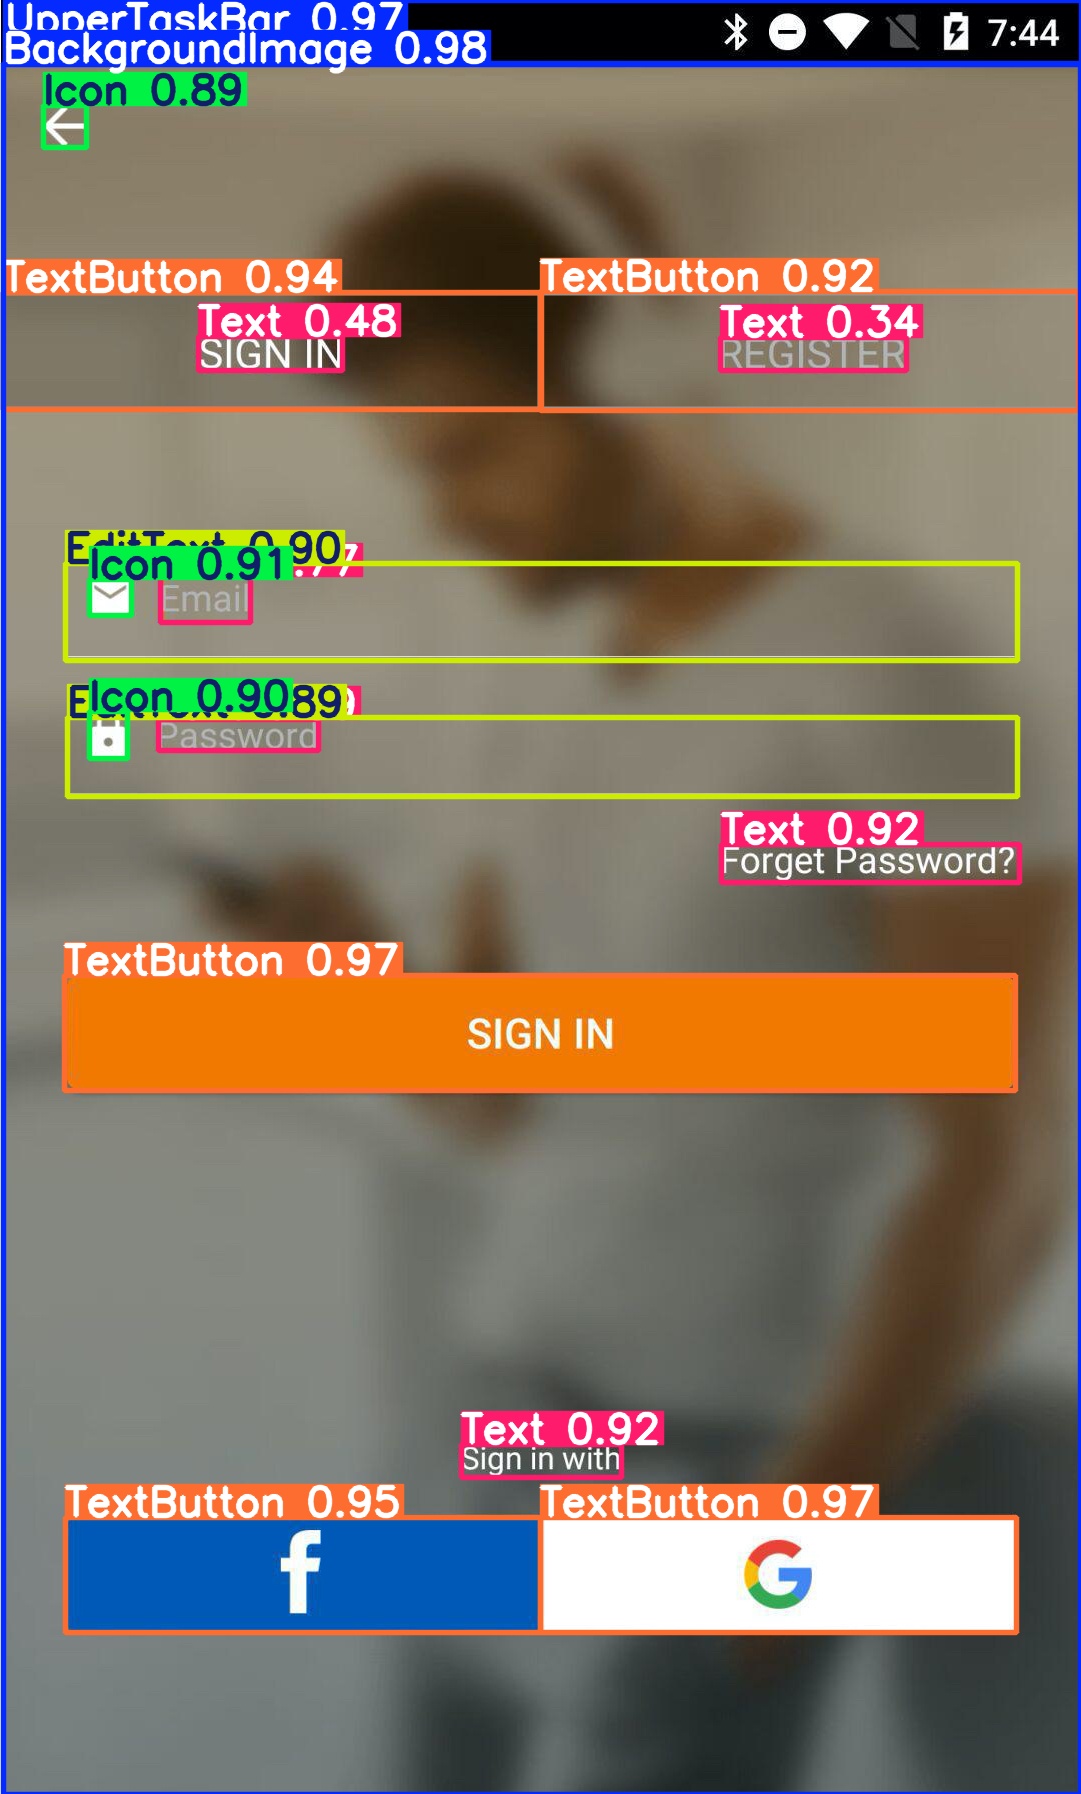 UpperTaskBar 0.97
7:44
BackgroundImage 0.98
Icon 0.89
TextButton 0.94 TextButton 0.92
Text 0.48 Text 0.34
SIGN IN REGISTER
EditText 0.90
Icon 0.91
Email
Icon 0.90
Password
Text 0.92
Forget Password?
TextButton 0.97
SIGN IN
Text 0.92
Sign in with
TextButton 0.95 TextButton 0.97
f G